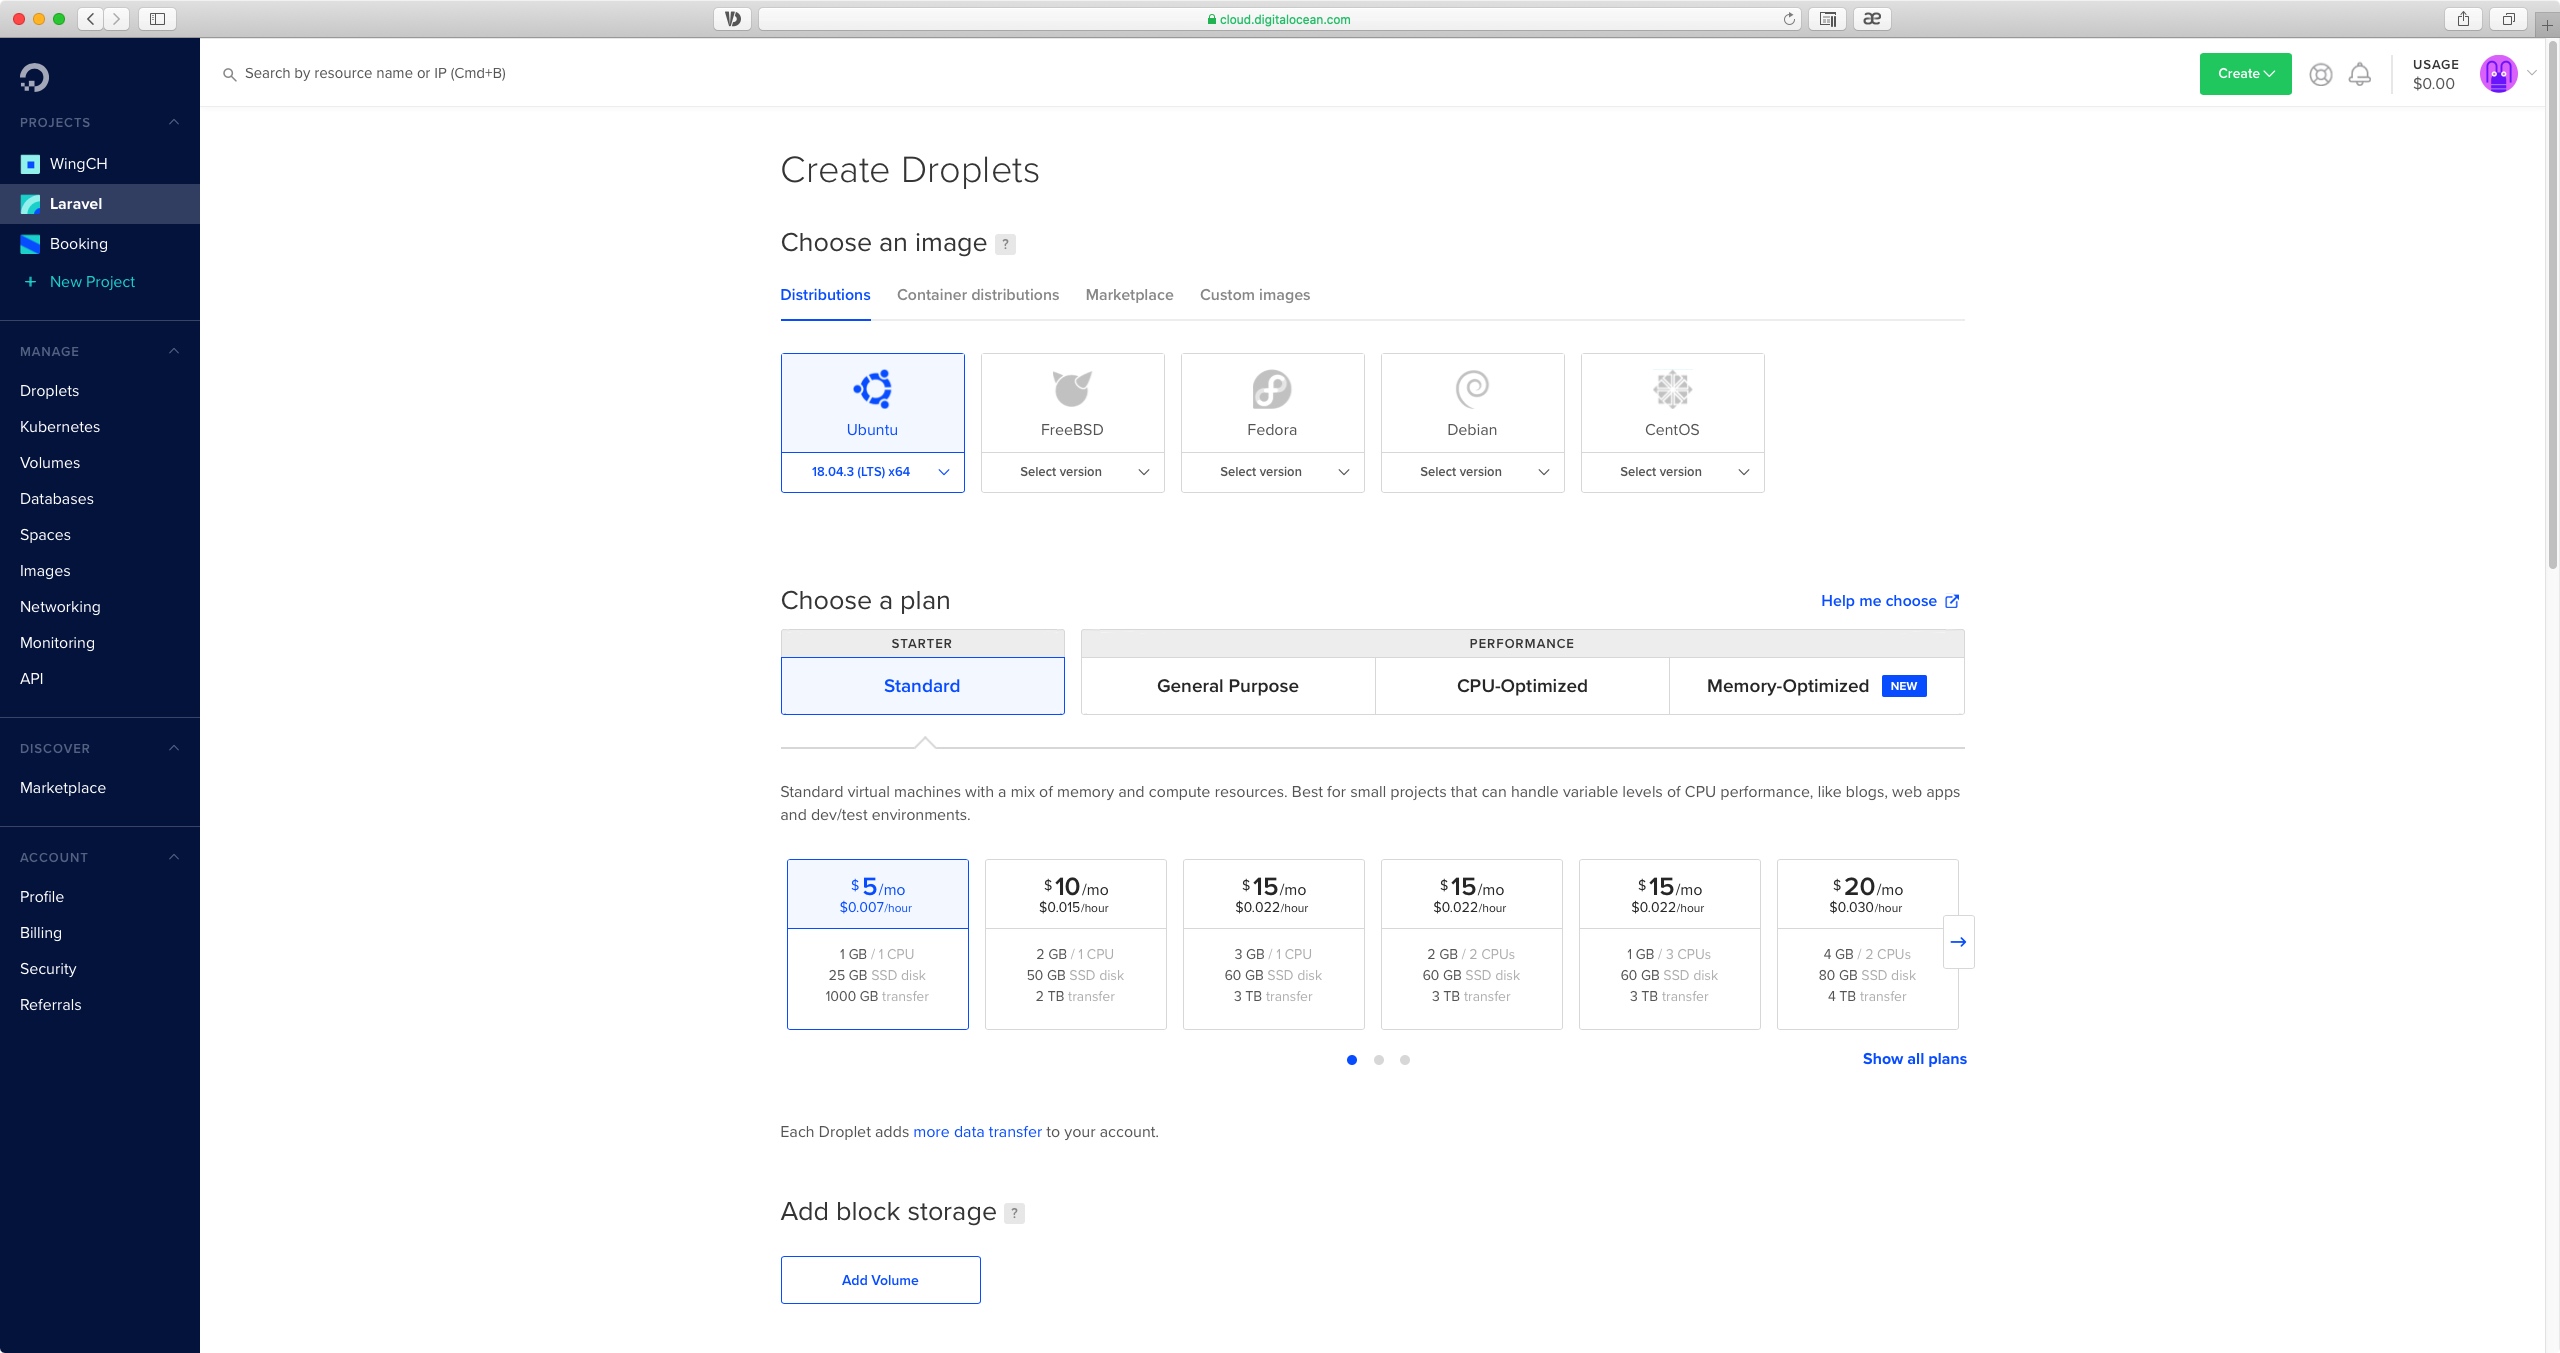 cloud.digitalocean.com
Search by resource name or IP (Cmd+B)
Create
USAGE
$0.00
PROJECTS
WingCH
Laravel
Booking
+ New Project
MANAGE
Droplets
Kubernetes
Volumes
Databases
Spaces
Images
Networking
Monitoring
API
DISCOVER
Marketplace
ACCOUNT
Profile
Billing
Security
Referrals
Create Droplets
Choose an image ?
Distributions Container distributions Marketplace Custom images
Ubuntu FreeBSD Fedora Debian CentOS
18.04.3 (LTS) x64 Select version Select version Select version Select version
Choose a plan Help me choose
STARTER PERFORMANCE
Standard General Purpose CPU-Optimized Memory-Optimized NEW
Standard virtual machines with a mix of memory and compute resources. Best for small projects that can handle variable levels of CPU performance, like blogs, web apps
and dev/test environments.
$ 5/mo $ 10/mo $ 15/mo $ 15/mo $ 15/mo $ 20/mo
$0.007/hour $0.015/hour $0.022/hour $0.022/hour $0.022/hour $0.030/hour
1 GB / 1 CPU 2 GB / 1 CPU 3 GB / 1 CPU 2 GB / 2 CPUs 1 GB / 3 CPUs 4 GB / 2 CPUs
25 GB SSD disk 50 GB SSD disk 60 GB SSD disk 60 GB SSD disk 60 GB SSD disk 80 GB SSD disk
1000 GB transfer 2 TB transfer 3 TB transfer 3 TB transfer 3 TB transfer 4 TB transfer
Show all plans
Each Droplet adds more data transfer to your account.
Add block storage ?
Add Volume